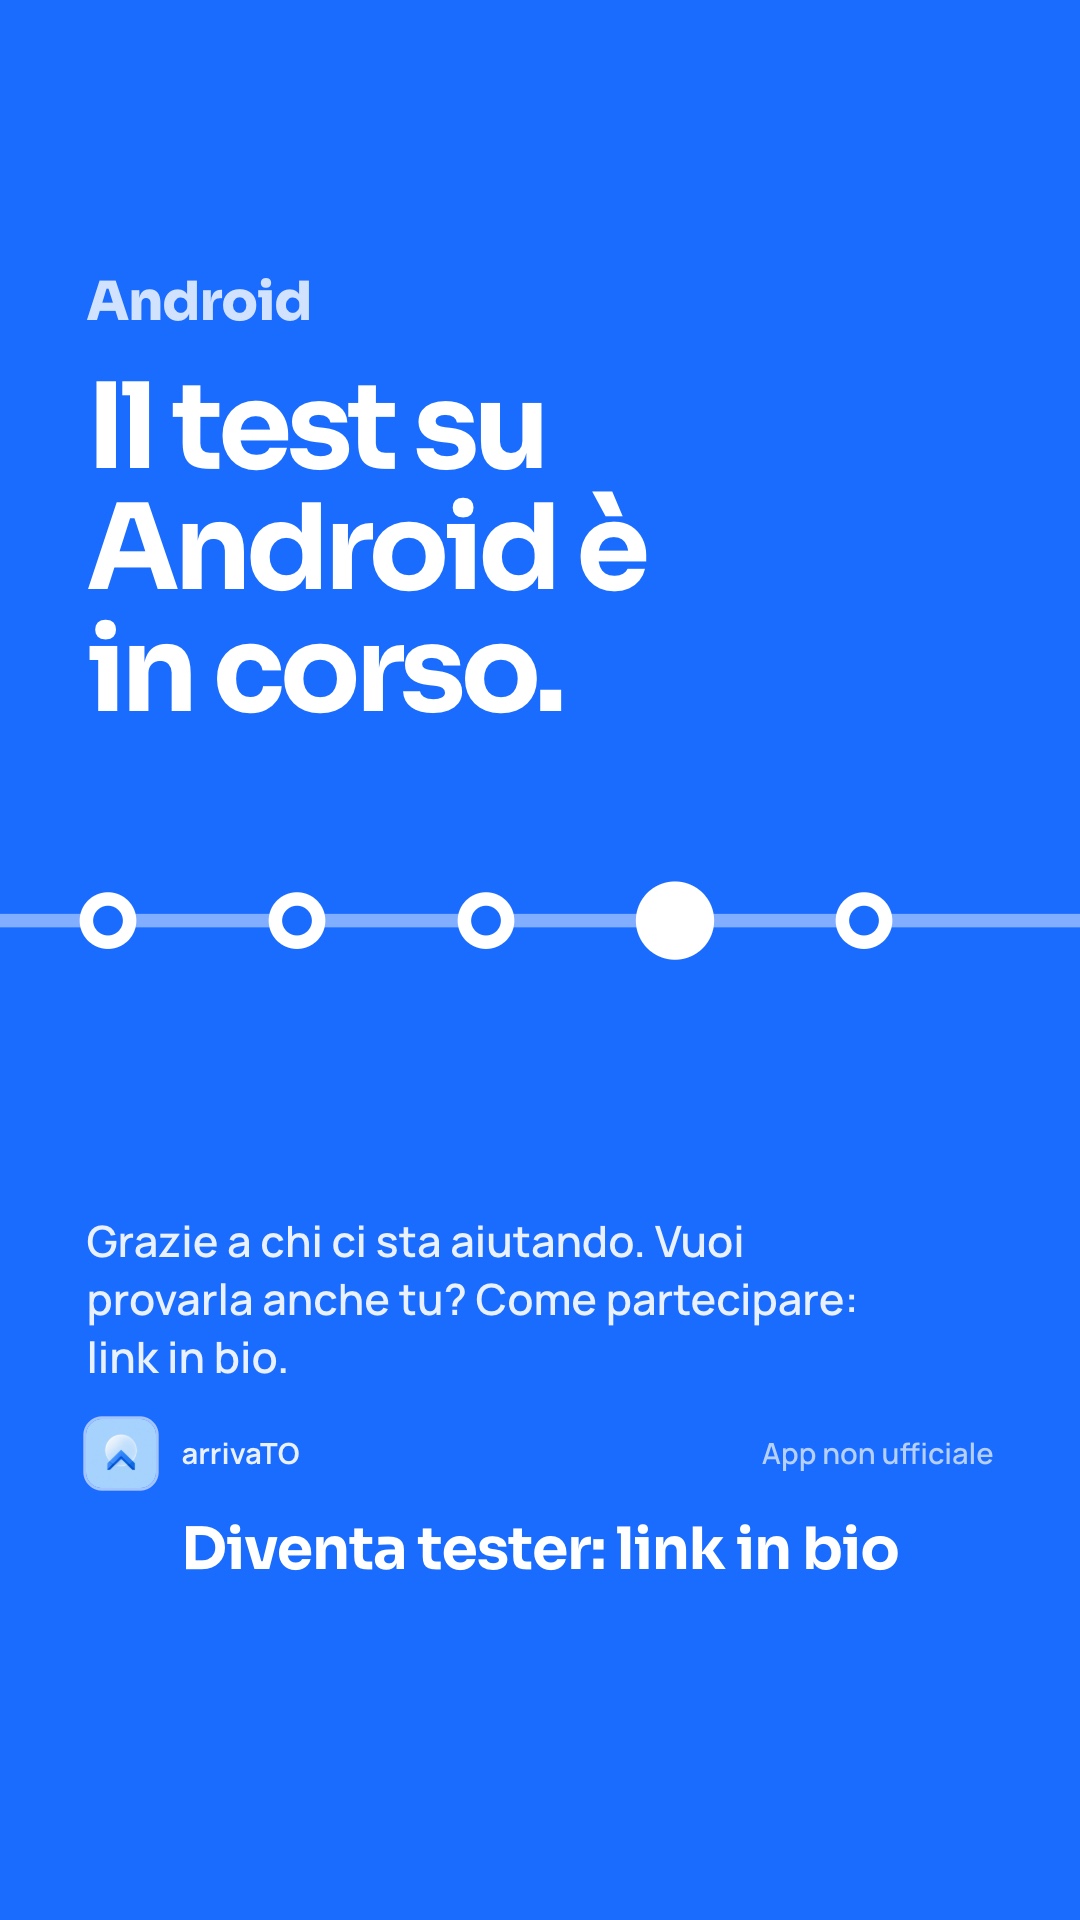 Android
Il test su
Android è
in corso.
Grazie a chi ci sta aiutando. Vuoi
provarla anche tu? Come partecipare:
link in bio.
arrivaTO
App non ufficiale
Diventa tester: link in bio